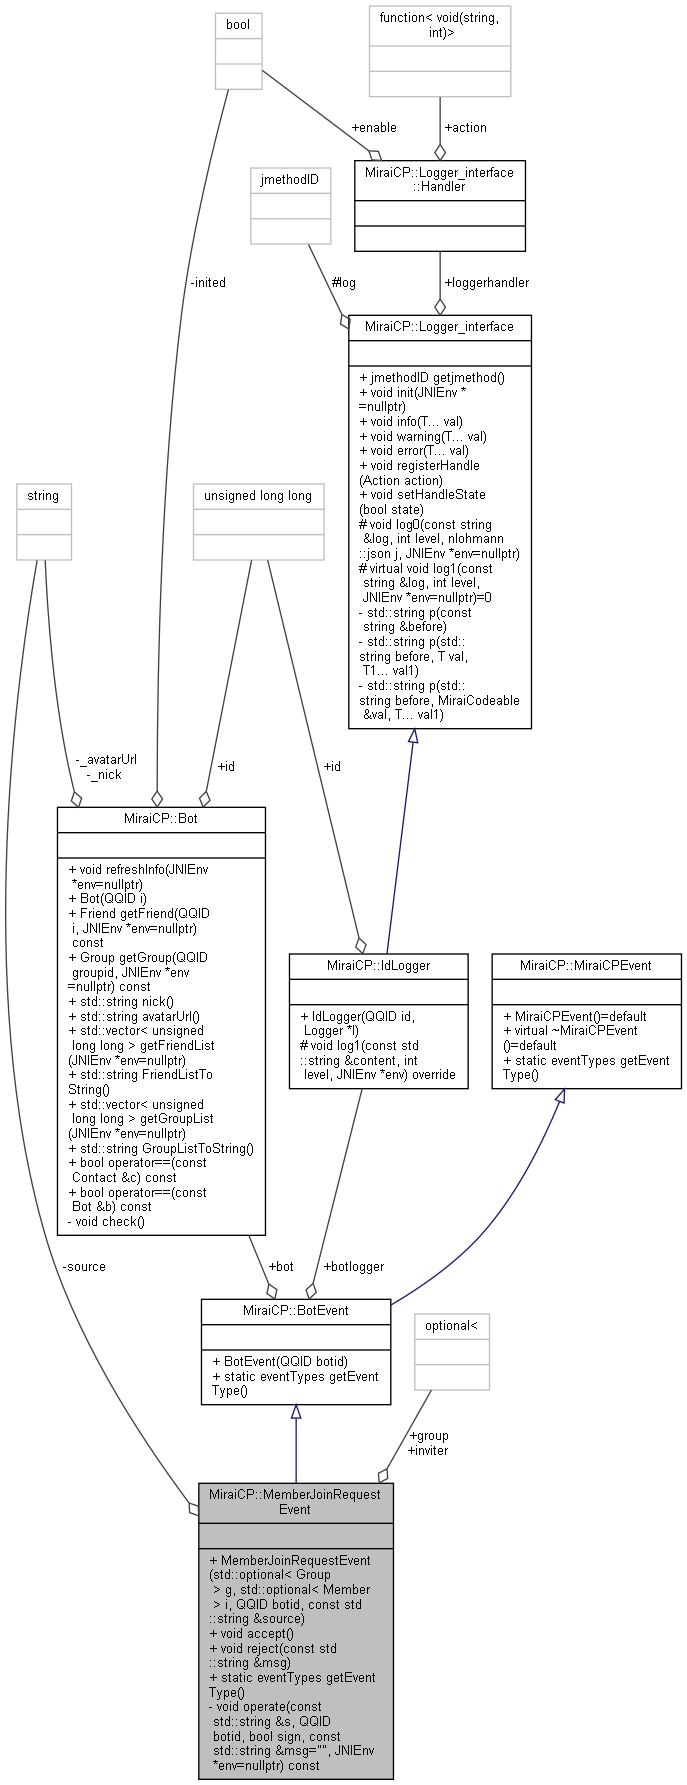 bool
function< void(string,
int)>
+enable
+action
jmethodID
MiraiCP::Logger_interface
::Handler
-inited
#log
+loggerhandler
MiraiCP::Logger_interface
+ jmethodID getjmethod()
+ void init(JNIEnv *
=nullptr)
+ void info(T... val)
+ void warning(T... val)
+ void error(T... val)
+ void registerHandle
(Action action)
+ void setHandleState
(bool state)
# void log0(const string
&log, int level, nlohmann
::json j, JNIEnv *env=nullptr)
# virtual void log1(const
string &log, int level,
JNIEnv *env=nullptr)=0
- std::string p(const
string &before)
- std::string p(std::
string before, T val,
T1... val1)
- std::string p(std::
string before, MiraiCodeable
&val, T... val1)
string
unsigned long long
-_avatarUrl
-_nick
+id
+id
MiraiCP::Bot
+ void refreshInfo(JNIEnv
*env=nullptr)
+ Bot(QQID i)
+ Friend getFriend(QQID
i, JNIEnv *env=nullptr)
const
+ Group getGroup(QQID
groupid, JNIEnv *env
=nullptr) const
+ std::string nick()
+ std::string avatarUrl()
+ std::vector< unsigned
long long > getFriendList
(JNIEnv *env=nullptr)
+ std::string FriendListTo
String()
+ std::vector< unsigned
long long > getGroupList
(JNIEnv *env=nullptr)
+ std::string GroupListToString()
+ bool operator==(const
Contact &c) const
+ bool operator==(const
Bot &b) const
- void check()
MiraiCP::IdLogger
+ IdLogger(QQID id,
Logger *l)
# void log1(const std
::string &content, int
level, JNIEnv *env) override
MiraiCP::MiraiCPEvent
+ MiraiCPEvent()=default
+ virtual ~MiraiCPEvent
()=default
+ static eventTypes getEvent
Type()
-source
+bot
+botlogger
MiraiCP::BotEvent
+ BotEvent(QQID botid)
+ static eventTypes getEvent
Type()
optional<
+group
+inviter
MiraiCP::MemberJoinRequest
Event
+ MemberJoinRequestEvent
(std::optional< Group
> g, std::optional< Member
> i, QQID botid, const std
::string &source)
+ void accept()
+ void reject(const std
::string &msg)
+ static eventTypes getEvent
Type()
- void operate(const
std::string &s, QQID
botid, bool sign, const
std::string &msg="", JNIEnv
*env=nullptr) const